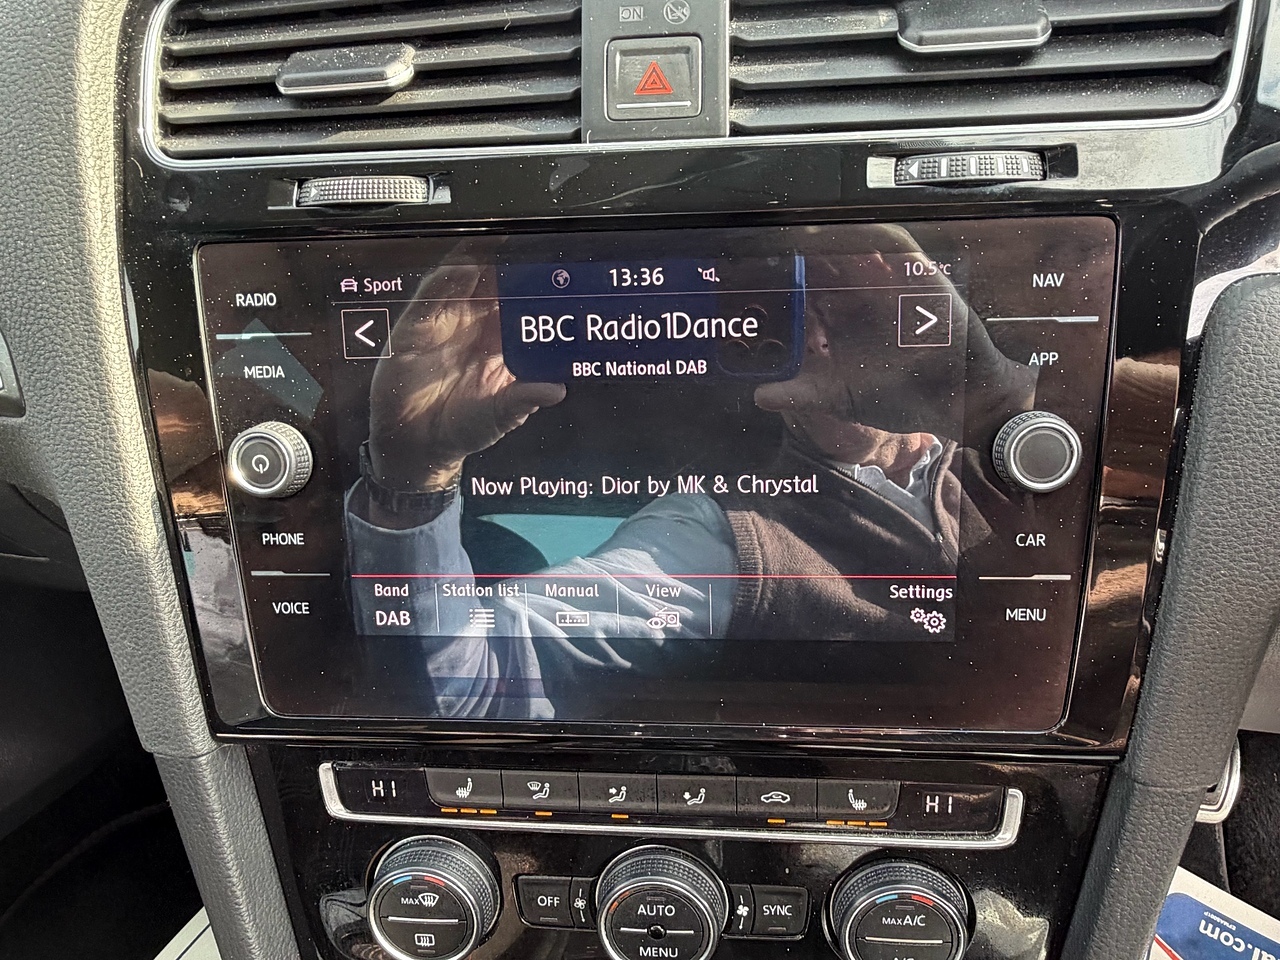 Sport
13:36
10.5°C
RADIO
NAV
BBC Radio1Dance
MEDIA
APP
BBC National DAB
Now Playing: Dior by MK & Chrystal
PHONE
CAR
Band
Station list
Manual
View
Settings
VOICE
DAB
MENU
HI
HI
MAX
OFF
AUTO
SYNC
MAX A/C
MENU
A/C
al.com